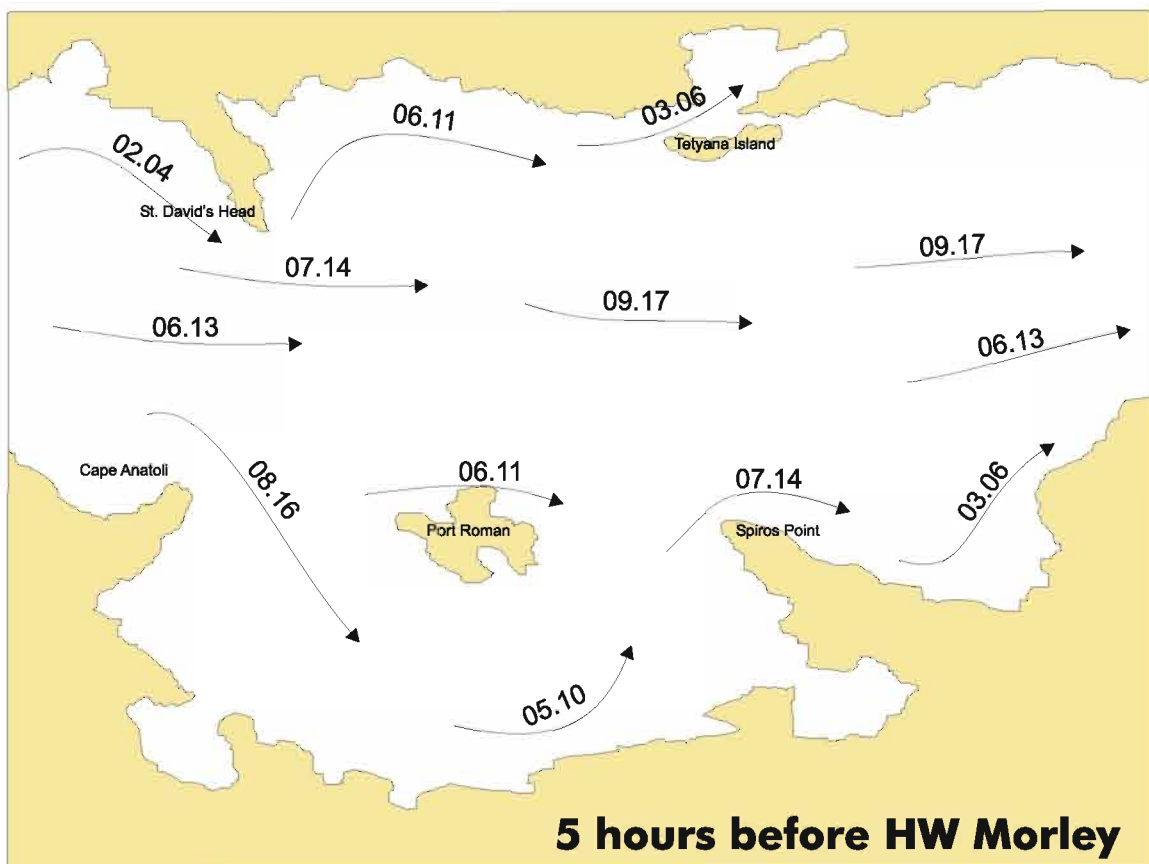 03.06
06.11
02.04
Tetyana Island
St. David's Head
09.17
07.14
09.17
06.13
06.13
Cape Anatoli
08.16
06.11
07.14
03.06
Port Roman
Spiros Point
05.10
5 hours before HW Morley